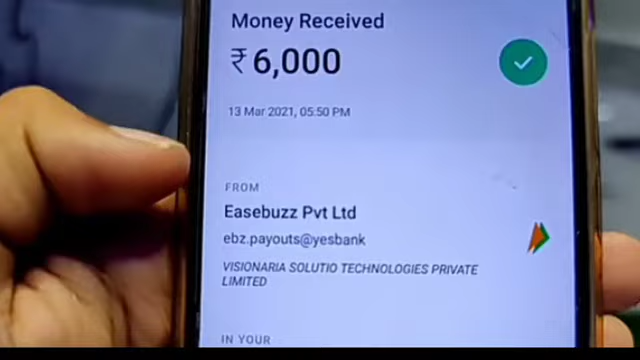 Money Received
₹6,000
13 Mar 2021, 05:50 PM
FROM
Easebuzz Pvt Ltd
ebz.payouts@yesbank
VISIONARIA SOLUTIO TECHNOLOGIES PRIVATE
LIMITED
IN YOUR